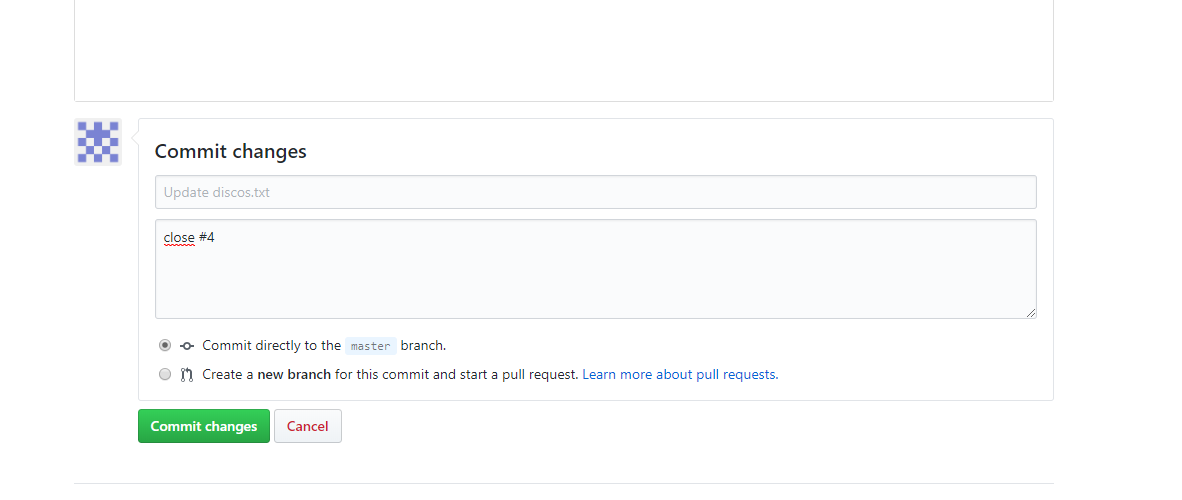 Commit changes
Update discos.txt
close #4
Commit directly to the master branch.
Create a new branch for this commit and start a pull request. Learn more about pull requests.
Commit changes Cancel